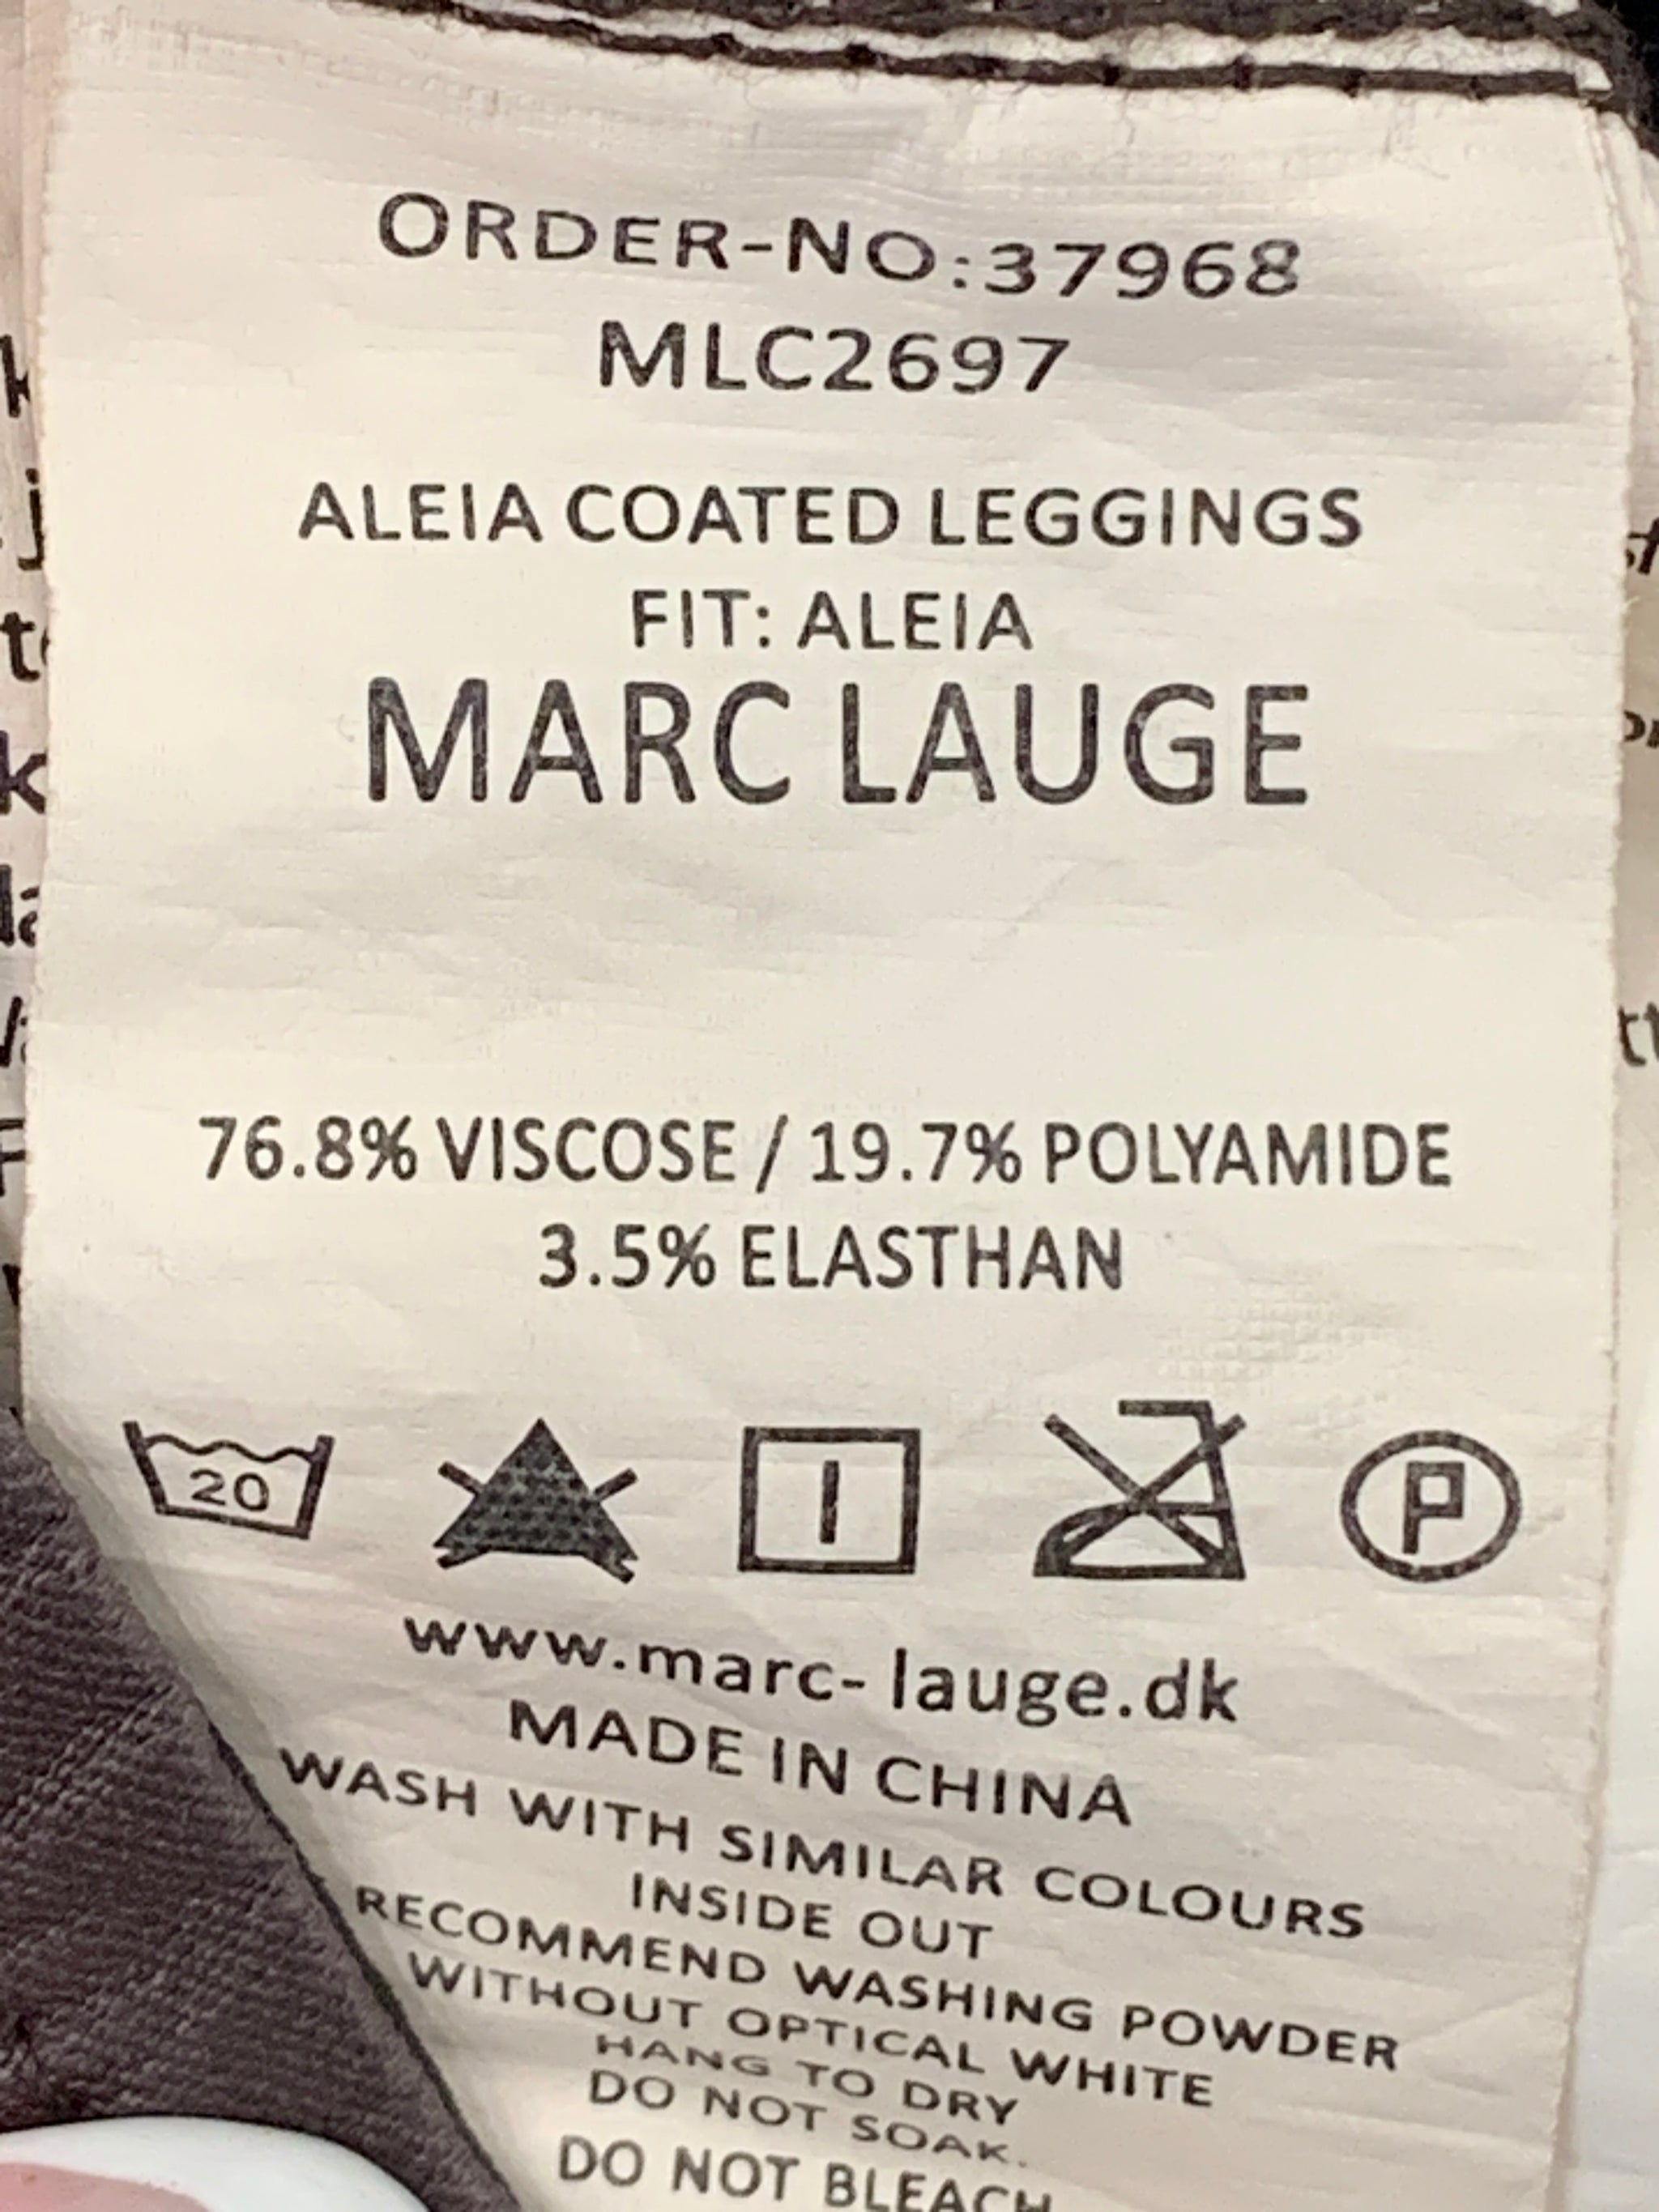 ORDER-NO:37968
MLC2697
ALEIA COATED LEGGINGS
FIT: ALEIA
MARC LAUGE
76.8% VISCOSE / 19.7% POLYAMIDE
3.5% ELASTHAN
20
P
www.marc-lauge.dk
MADE IN CHINA
WASH WITH SIMILAR COLOURS
INSIDE OUT
RECOMMEND WASHING POWDER
WITHOUT OPTICAL WHITE
HANG TO DRY
DO NOT SOAK.
DO NOT BLEACH